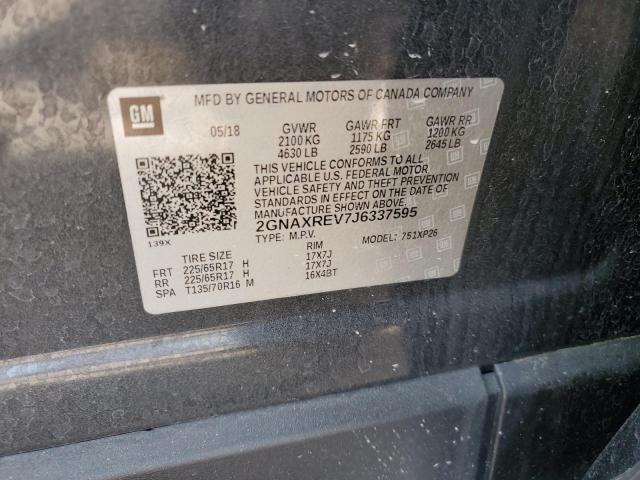 GM
MFD BY GENERAL MOTORS OF CANADA COMPANY
05/18 GVWR GAWR FRT GAWR RR
2100 KG 1175 KG 1200 KG
4630 LB 2590 LB 2645 LB
THIS VEHICLE CONFORMS TO ALL
APPLICABLE U.S. FEDERAL MOTOR
VEHICLE SAFETY AND THEFT PREVENTION
STANDARDS IN EFFECT ON THE DATE OF
MANUFACTURE SHOWN ABOVE.
2GNAXREV7J6337595
TYPE: M.P.V. MODEL: 751XP26
139X
TIRE SIZE RIM
FRT 225/65R17 H 17X7J
RR 225/65R17 H 17X7J
SPA T135/70R16 M 16X4BT